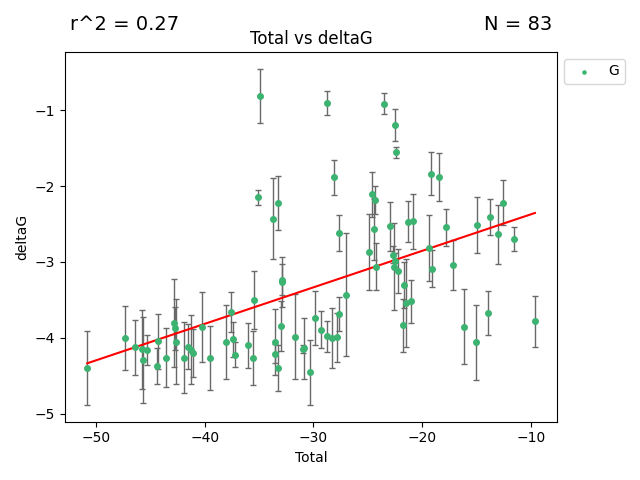 r^2 = 0.27
N = 83
Total vs deltaG
G
deltaG
−1
−2
−3
−4
−5
−50
−40
−30
−20
−10
Total